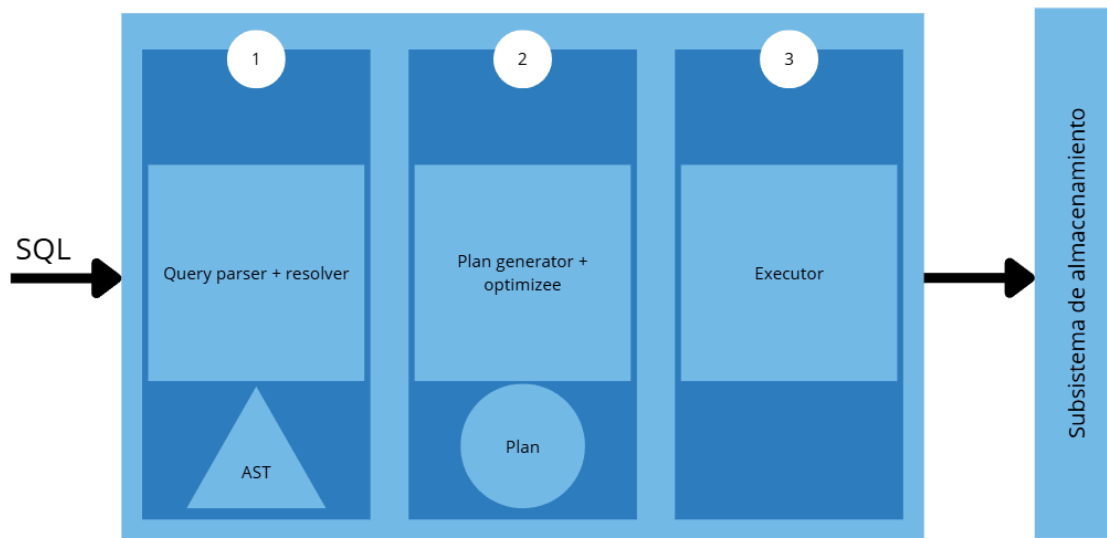 SQL
1
Query parser + resolver
AST
2
Plan generator +
optimizee
Plan
3
Executor
Subsistema de almacenamiento